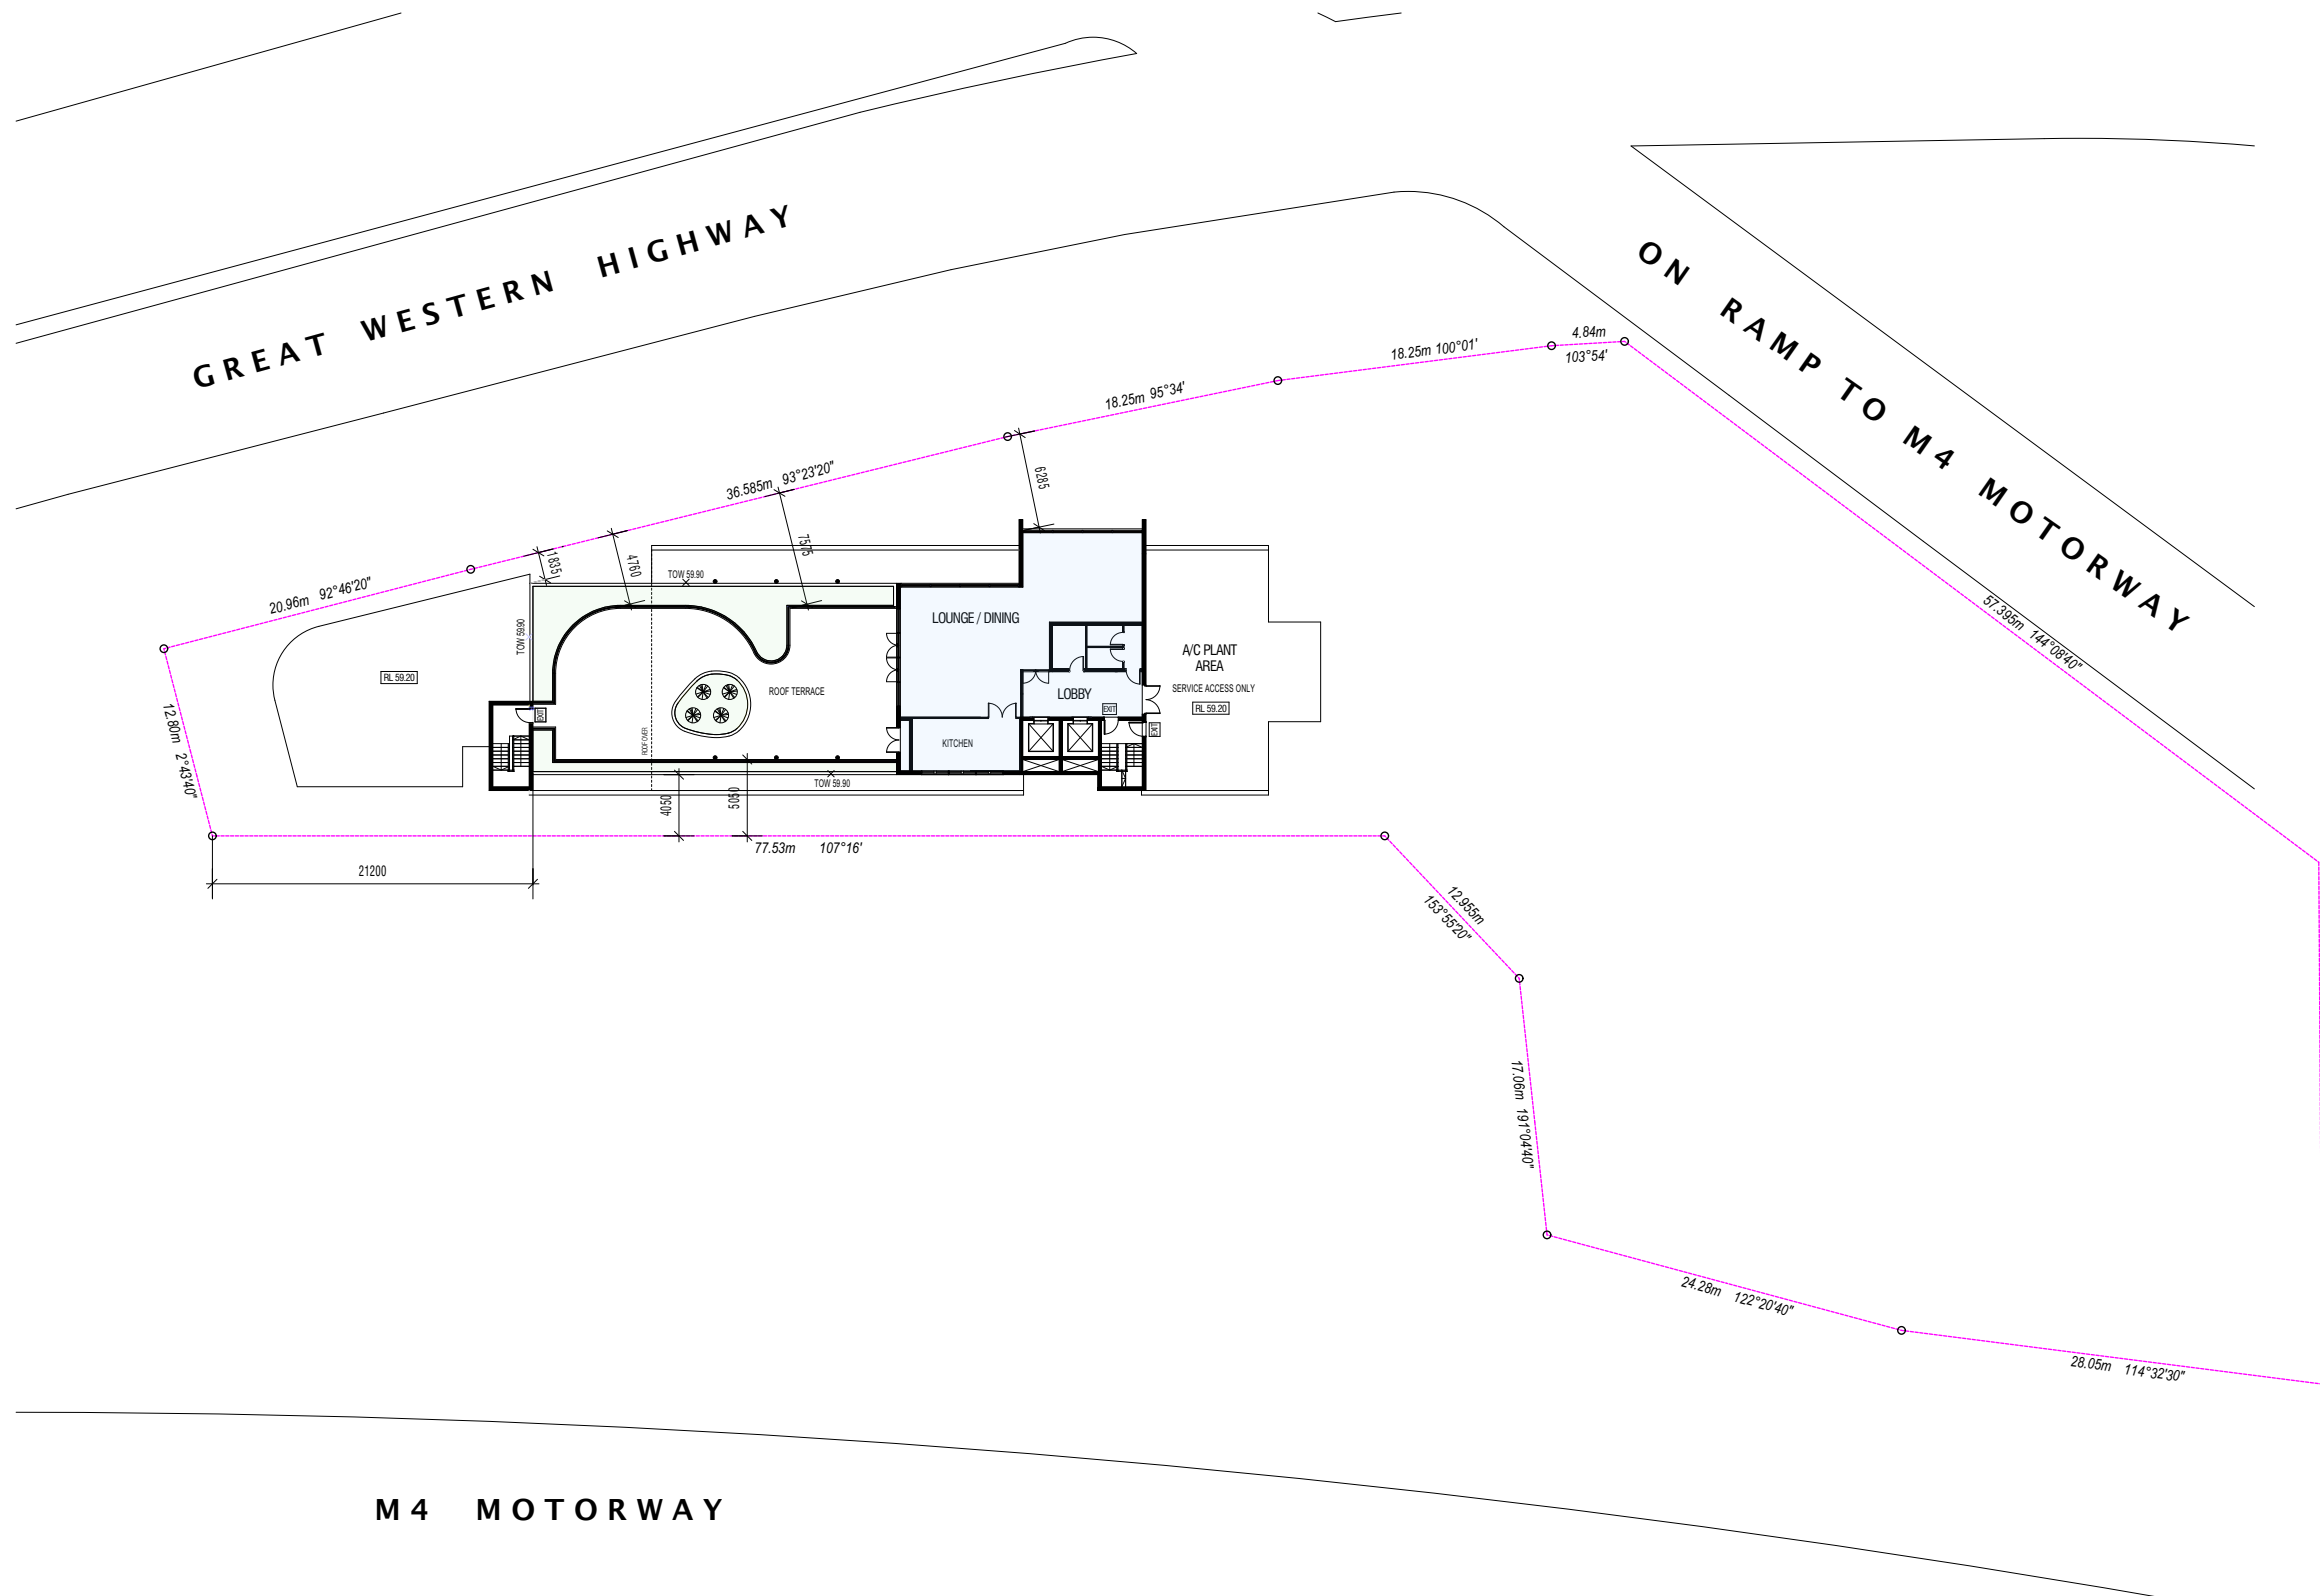 GREAT WESTERN HIGHWAY
ON RAMP TO M4 MOTORWAY
4.84m
103°54'
18.25m 100°01'
18.25m 95°34'
36.585m 93°23'20"
20.96m 92°46'20"
12.80m 2°43'40"
57.395m 144°08'40"
6285
7575
4760
1835
TOW 59.90
TOW 59.90
RL 59.20
LOUNGE / DINING
A/C PLANT
AREA
SERVICE ACCESS ONLY
RL 59.20
ROOF TERRACE
LOBBY
EXIT
EXIT
EXIT
ROOF OVER
KITCHEN
TOW 59.90
4050
5050
77.53m 107°16'
21200
12.955m
153°55'20"
17.06m 191°04'40"
24.28m 122°20'40"
28.05m 114°32'30"
M4 MOTORWAY